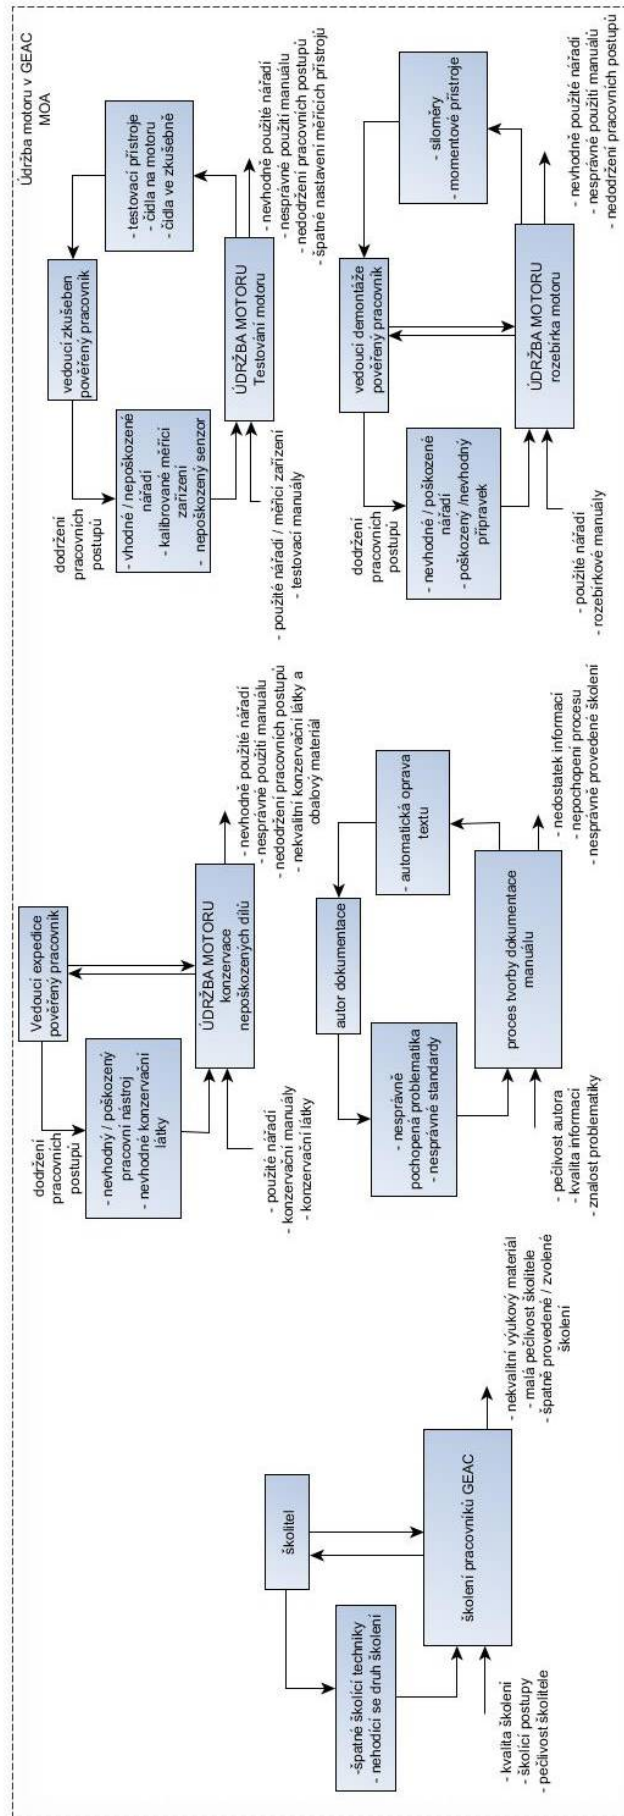 Údržba motoru v GEAC
MOA
školitel
-špatné školící techniky
- nehodící se druh školení
školení pracovníků GEAC
- kvalita školení
- školící postupy
- pečlivost školitele
- nekvalitní výukový materiál
- malá pečlivost školitele
- špatně provedené / zvolené
školení
Vedoucí expedice
pověřený pracovník
dodržení
pracovních
postupů
- nevhodný / poškozený
pracovní nástroj
- nevhodné konzervační
látky
ÚDRŽBA MOTORU
konzervace
nepoškozených dílů
- použité nářadí
- konzervační manuály
- konzervační látky
- nevhodně použité nářadí
- nesprávné použití manuálu
- nedodržení pracovních postupů
- nekvalitní konzervační látky a
obalový materiál
autor dokumentace
- nesprávně
pochopená problematika
- nesprávné standardy
- automatická oprava
textu
proces tvorby dokumentace
manuálu
- pečlivost autora
- kvalita informací
- znalost problematiky
- nedostatek informací
- nepochopení procesu
- nesprávně provedené školení
vedoucí zkušeben
pověřený pracovník
dodržení
pracovních
postupů
- vhodné / nepoškozené
nářadí
- kalibrované měřicí
zařízení
- nepoškozený senzor
- testovací přístroje
- čidla na motoru
- čidla ve zkušebně
ÚDRŽBA MOTORU
Testování motoru
- použité nářadí / měřicí zařízení
- testovací manuály
- nevhodně použité nářadí
- nesprávné použití manuálu
- nedodržení pracovních postupů
- špatné nastavení měřicích přístrojů
vedoucí demontáže
pověřený pracovník
dodržení
pracovních
postupů
- nevhodné / poškozené
nářadí
- poškozený /nevhodný
přípravek
- siloměry
- momentové přístroje
ÚDRŽBA MOTORU
rozebírka motoru
- použité nářadí
- rozebírkové manuály
- nevhodně použité nářadí
- nesprávné použití manuálů
- nedodržení pracovních postupů